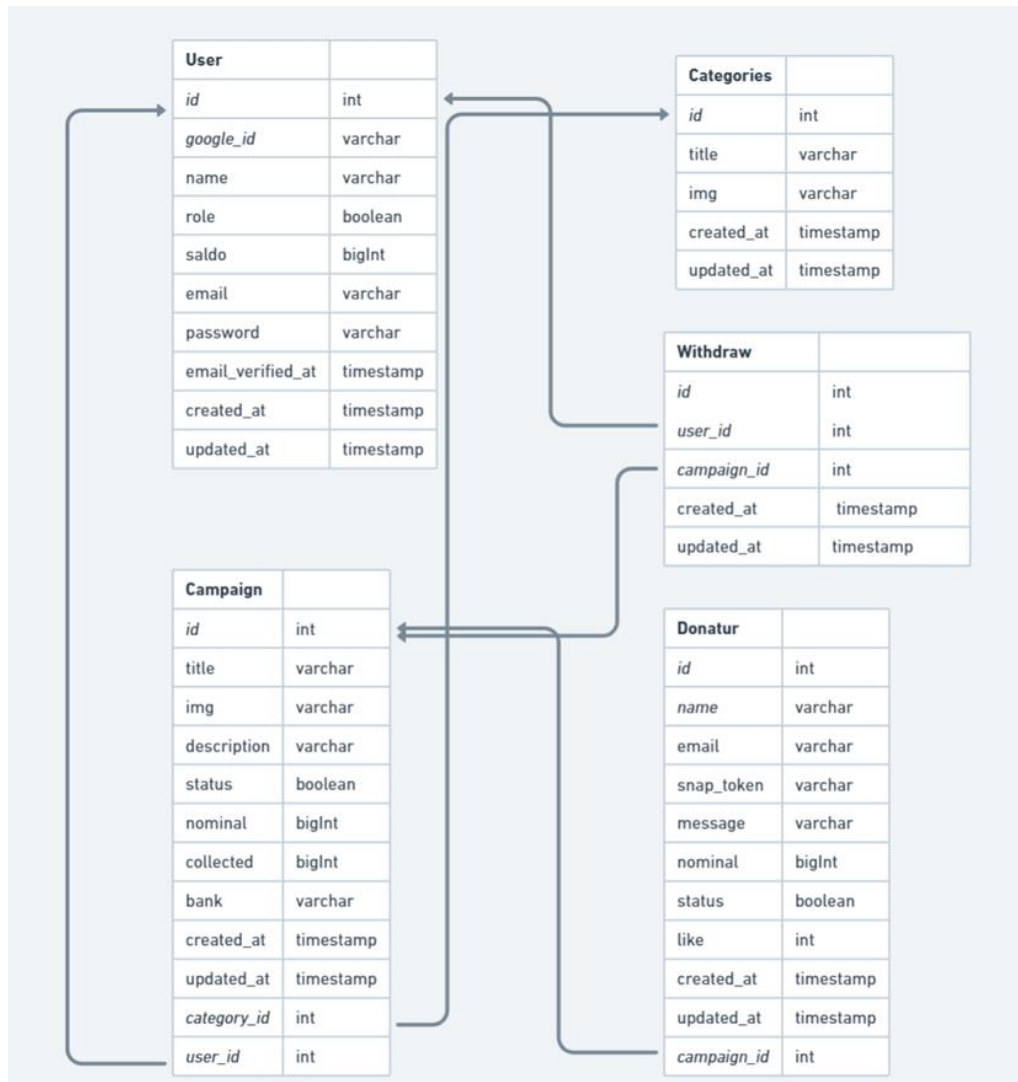 User
id int
google_id varchar
name varchar
role boolean
saldo bigInt
email varchar
password varchar
email_verified_at timestamp
created_at timestamp
updated_at timestamp
Categories
id int
title varchar
img varchar
created_at timestamp
updated_at timestamp
Withdraw
id int
user_id int
campaign_id int
created_at timestamp
updated_at timestamp
Campaign
id int
title varchar
img varchar
description varchar
status boolean
nominal bigInt
collected bigInt
bank varchar
created_at timestamp
updated_at timestamp
category_id int
user_id int
Donatur
id int
name varchar
email varchar
snap_token varchar
message varchar
nominal bigInt
status boolean
like int
created_at timestamp
updated_at timestamp
campaign_id int